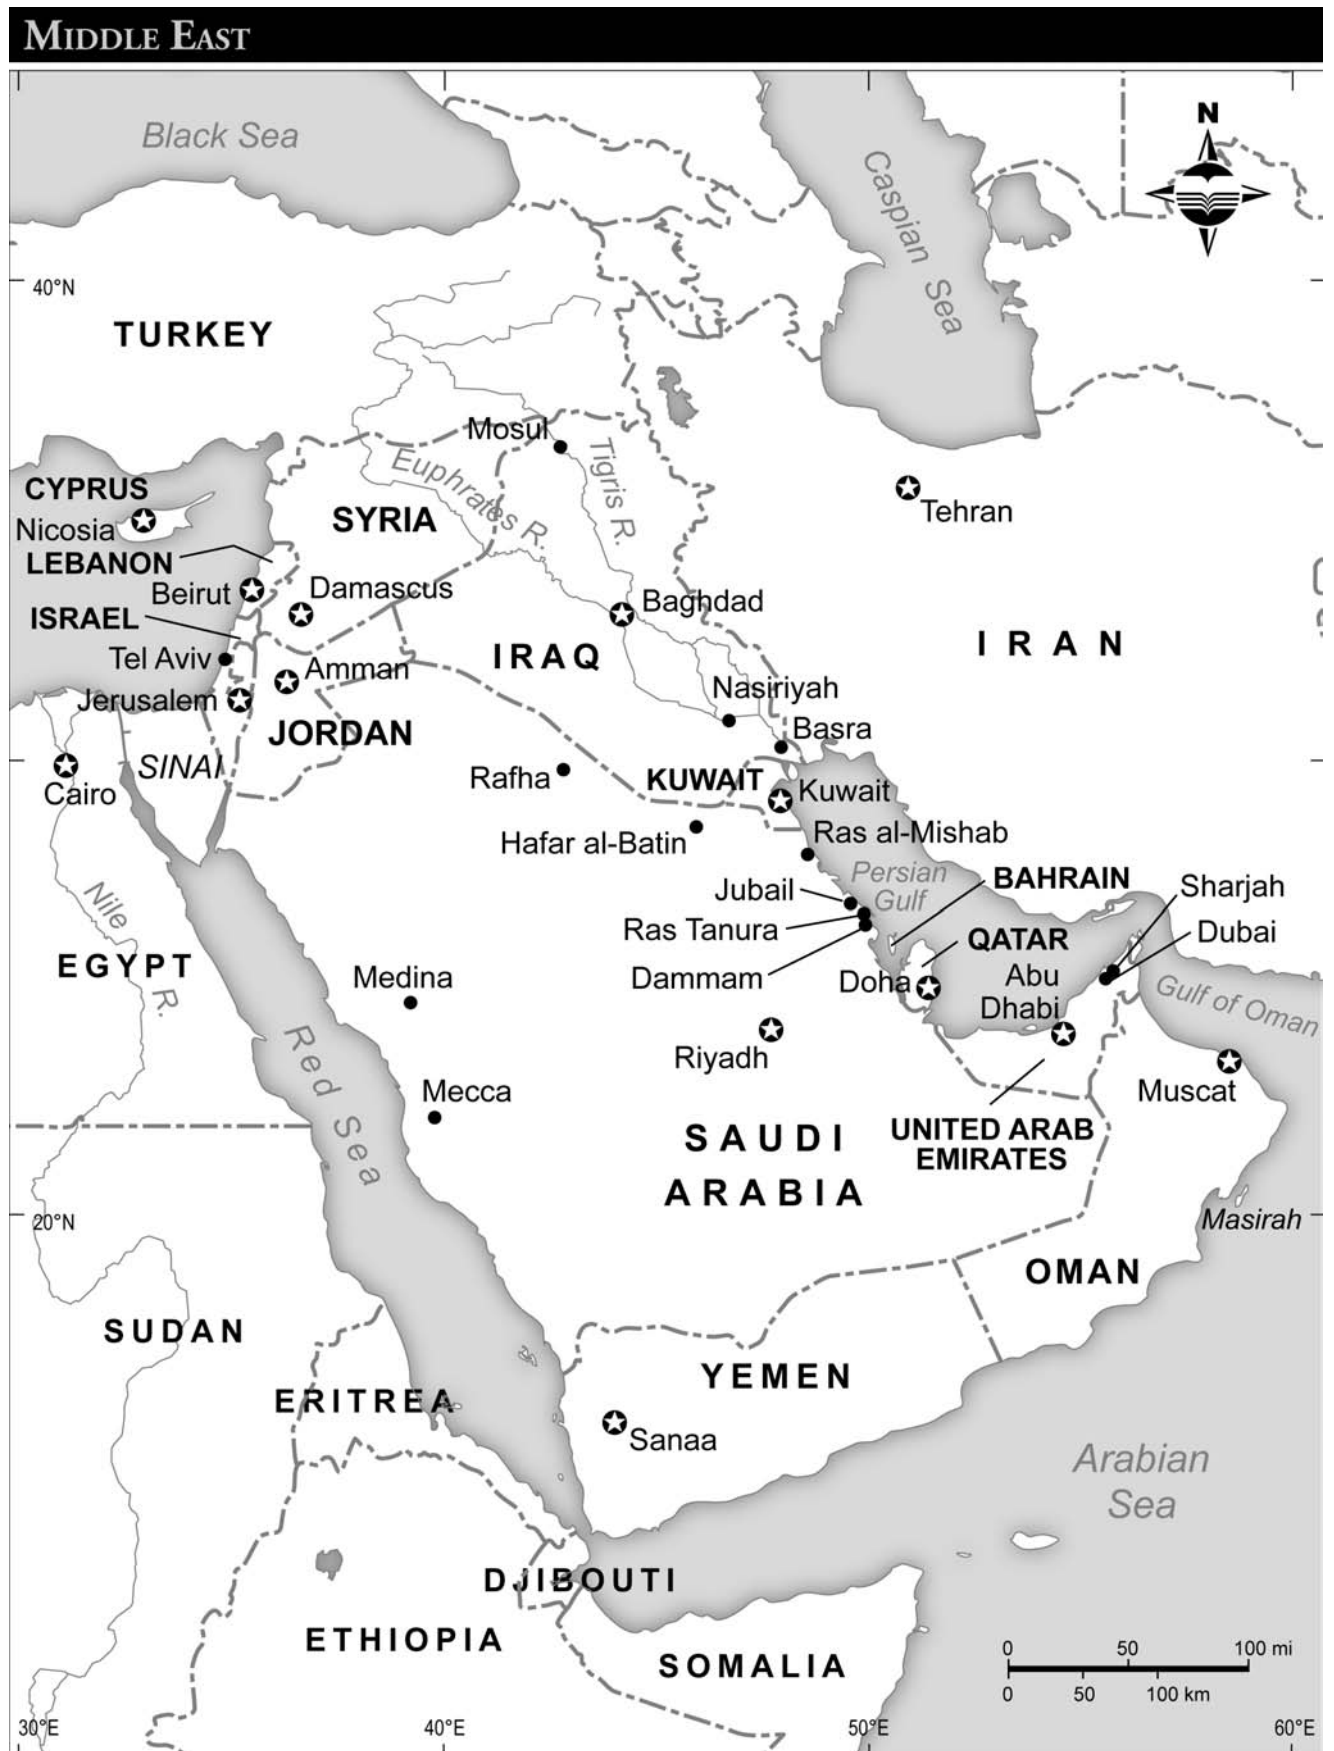 MIDDLE EAST
N
Black Sea
Caspian Sea
40°N
TURKEY
Mosul
Tigris R.
Euphrates R.
CYPRUS
Nicosia
SYRIA
Tehran
LEBANON
Beirut
Damascus
Baghdad
ISRAEL
IRAN
IRAQ
Tel Aviv
Amman
Jerusalem
Nasiriyah
JORDAN
Basra
SINAI
Rafha
KUWAIT
Kuwait
Cairo
Hafar al-Batin
Ras al-Mishab
Persian
Gulf
BAHRAIN
Sharjah
Jubail
Nile R.
Ras Tanura
QATAR
Dubai
EGYPT
Medina
Dammam
Doha
Abu
Dhabi
Gulf of Oman
Red Sea
Riyadh
Mecca
Muscat
SAUDI
ARABIA
UNITED ARAB
EMIRATES
20°N
Masirah
OMAN
SUDAN
YEMEN
ERITREA
Sanaa
Arabian
Sea
DJIBOUTI
ETHIOPIA
SOMALIA
0 50 100 mi
0 50 100 km
30°E 40°E 50°E 60°E